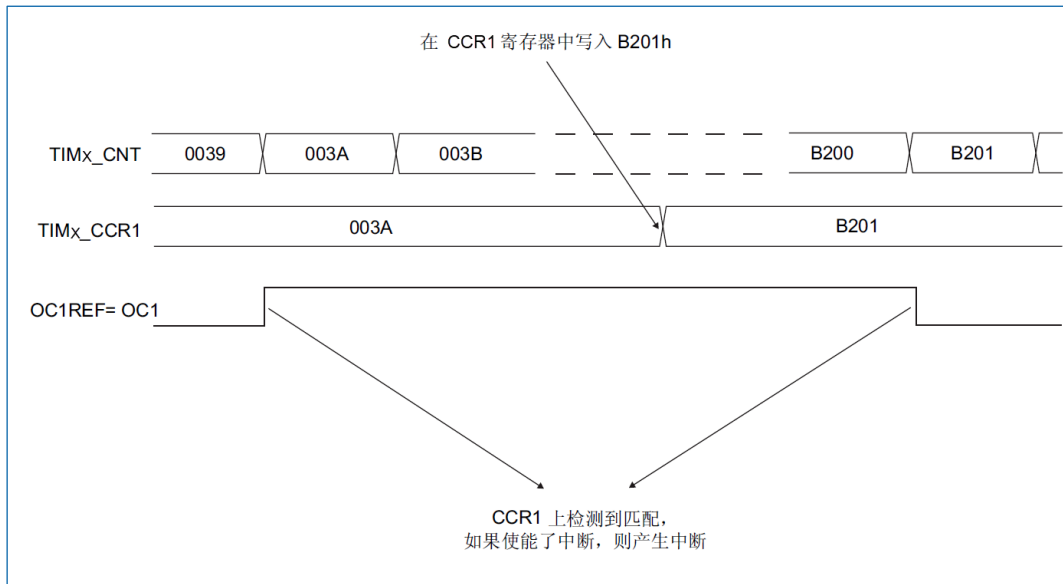 在 CCR1 寄存器中写入 B201h
TIMx_CNT 0039 003A 003B B200 B201
TIMx_CCR1 003A B201
OC1REF= OC1
CCR1 上检测到匹配，
如果使能了中断，则产生中断